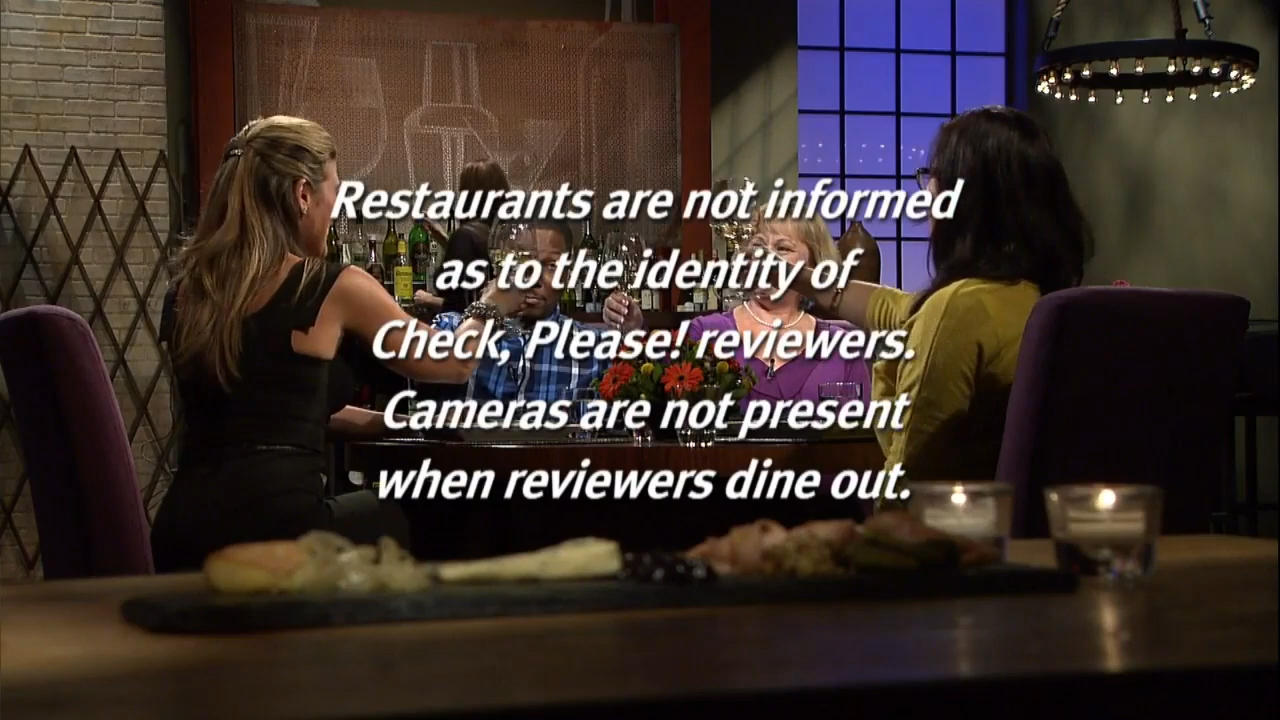 Restaurants are not informed
as to the identity of
Check, Please! reviewers.
Cameras are not present
when reviewers dine out.